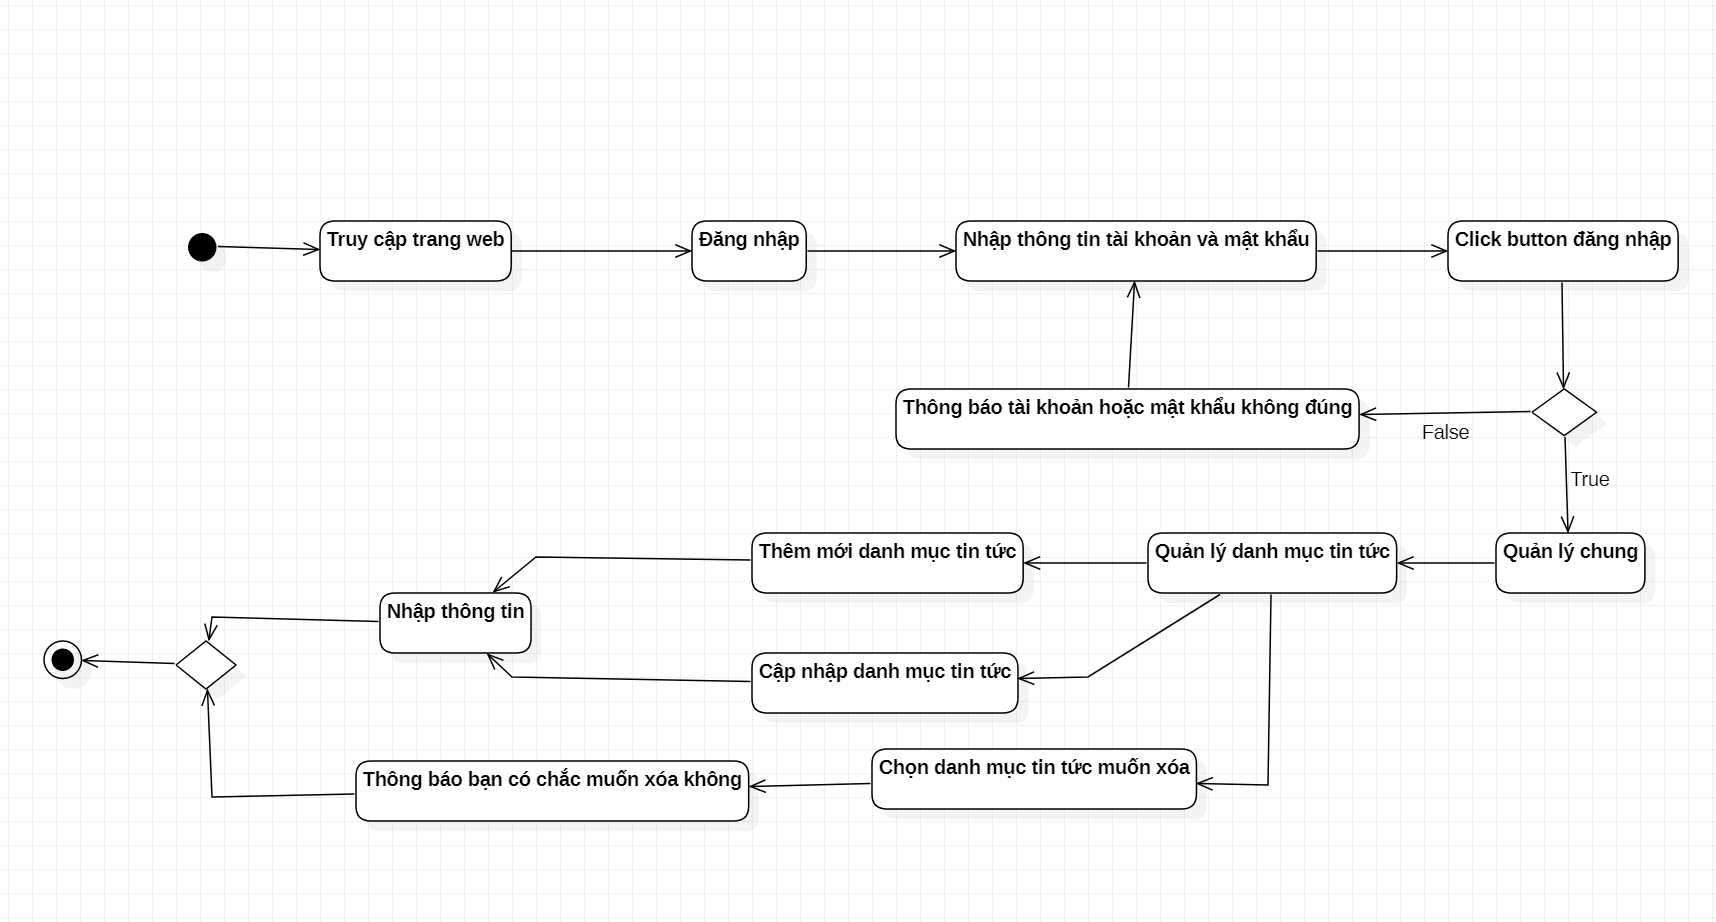 Truy cập trang web
Đăng nhập
Nhập thông tin tài khoản và mật khẩu
Click button đăng nhập
Thông báo tài khoản hoặc mật khẩu không đúng
False
True
Thêm mới danh mục tin tức
Quản lý danh mục tin tức
Quản lý chung
Nhập thông tin
Cập nhập danh mục tin tức
Thông báo bạn có chắc muốn xóa không
Chọn danh mục tin tức muốn xóa